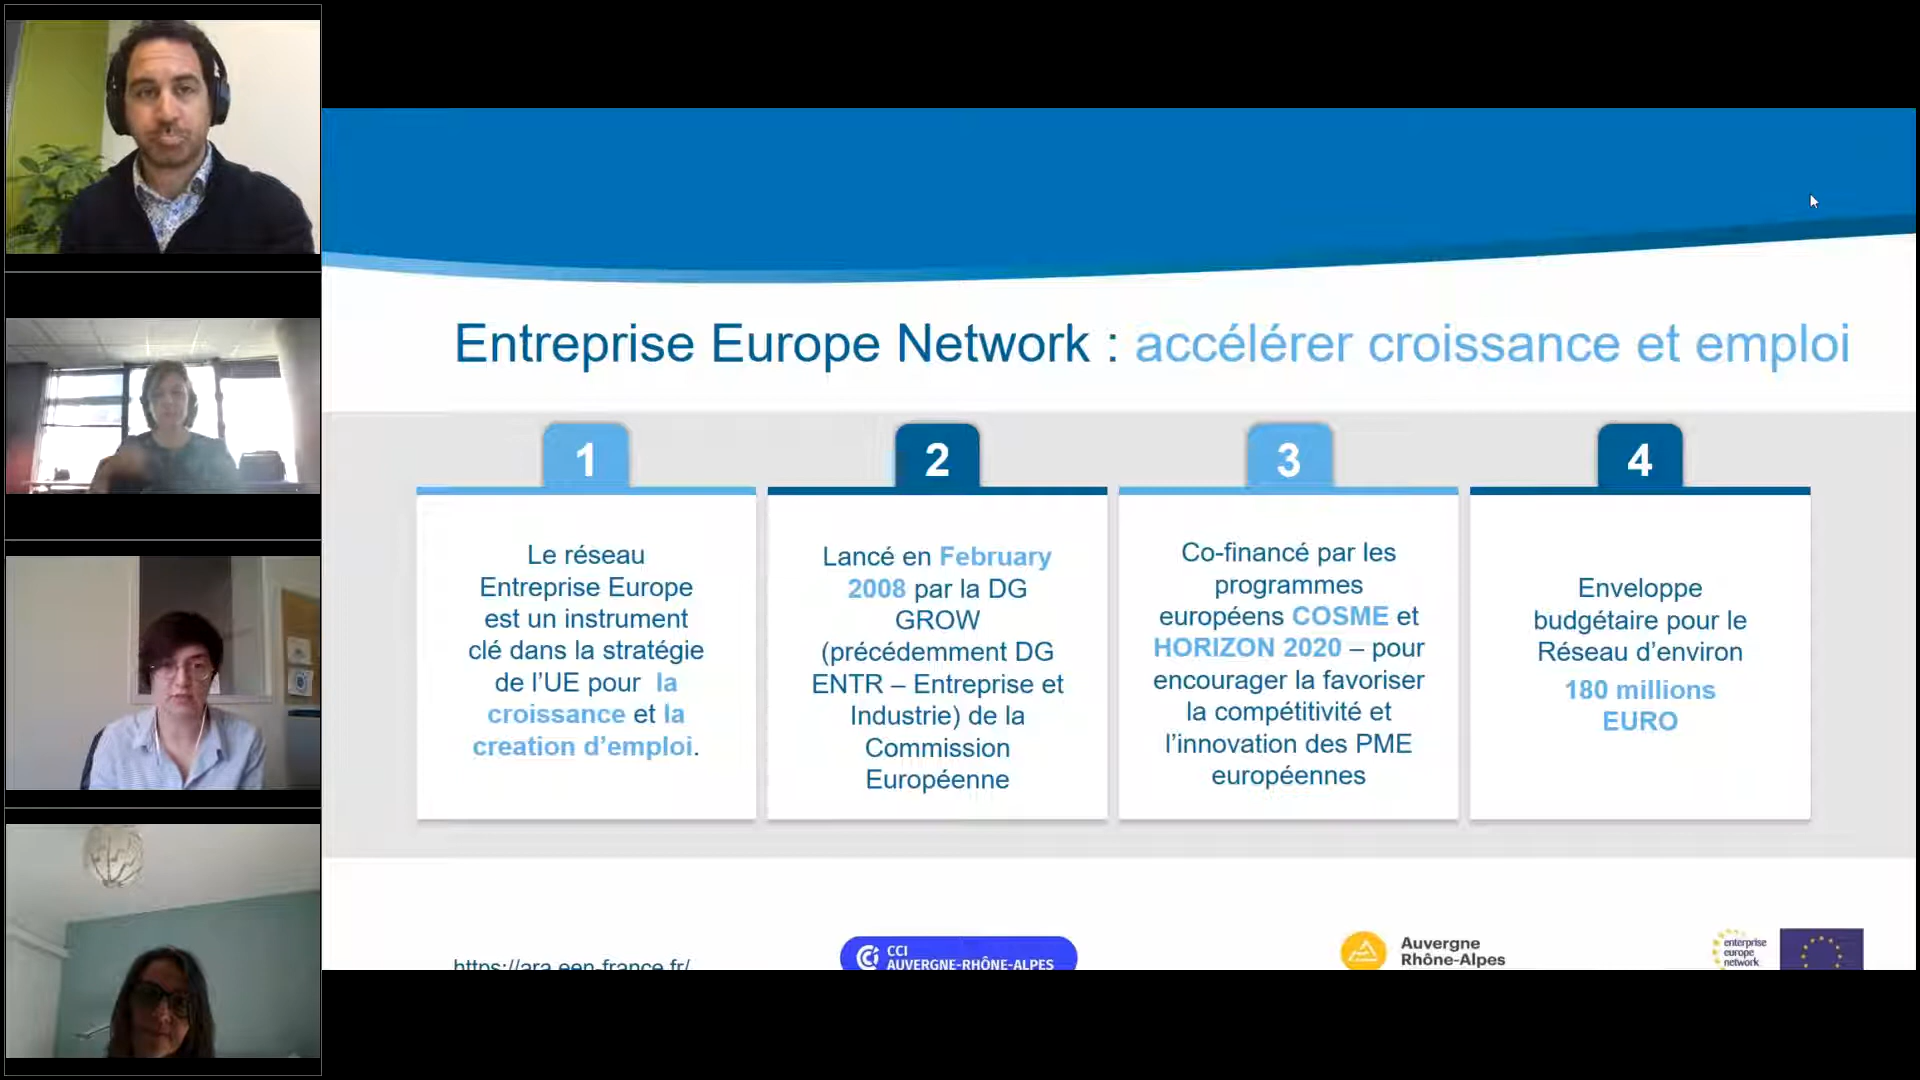 Entreprise Europe Network : accélérer croissance et emploi
1
Le réseau
Entreprise Europe
est un instrument
clé dans la stratégie
de l'UE pour la
croissance et la
creation d'emploi.
2
Lancé en February
2008 par la DG
GROW
(précédemment DG
ENTR – Entreprise et
Industrie) de la
Commission
Européenne
3
Co-financé par les
programmes
européens COSME et
HORIZON 2020 – pour
encourager la favoriser
la compétitivité et
l'innovation des PME
européennes
4
Enveloppe
budgétaire pour le
Réseau d'environ
180 millions
EURO
https://ara.een-france.fr/
CCI
AUVERGNE-RHÔNE-ALPES
Auvergne
Rhône-Alpes
enterprise
europe
network